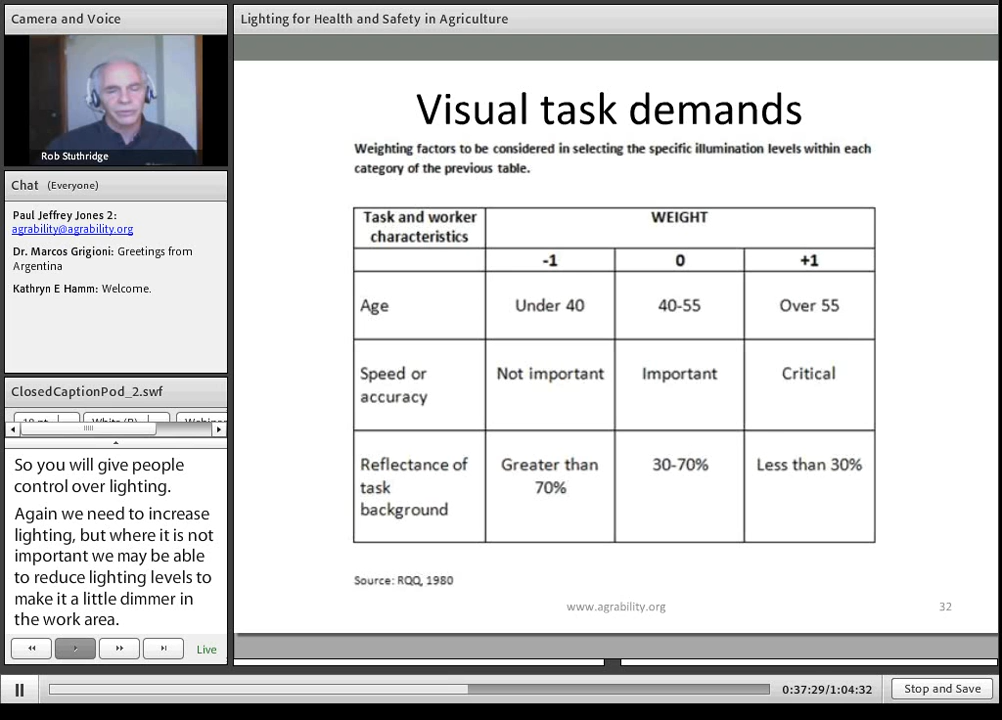 Camera and Voice
Rob Stuthridge
Chat (Everyone)
Paul Jeffrey Jones 2:
agrability@agrability.org
Dr. Marcos Grigioni: Greetings from
Argentina
Kathryn E Hamm: Welcome.
ClosedCaptionPod_2.swf
So you will give people
control over lighting.
Again we need to increase
lighting, but where it is not
important we may be able
to reduce lighting levels to
make it a little dimmer in
the work area.
Live
Lighting for Health and Safety in Agriculture
Visual task demands
Weighting factors to be considered in selecting the specific illumination levels within each
category of the previous table.
Task and worker characteristics WEIGHT
-1 0 +1
Age Under 40 40-55 Over 55
Speed or accuracy Not important Important Critical
Reflectance of task background Greater than 70% 30-70% Less than 30%
Source: RQQ, 1980
www.agrability.org 32
0:37:29/1:04:32 Stop and Save